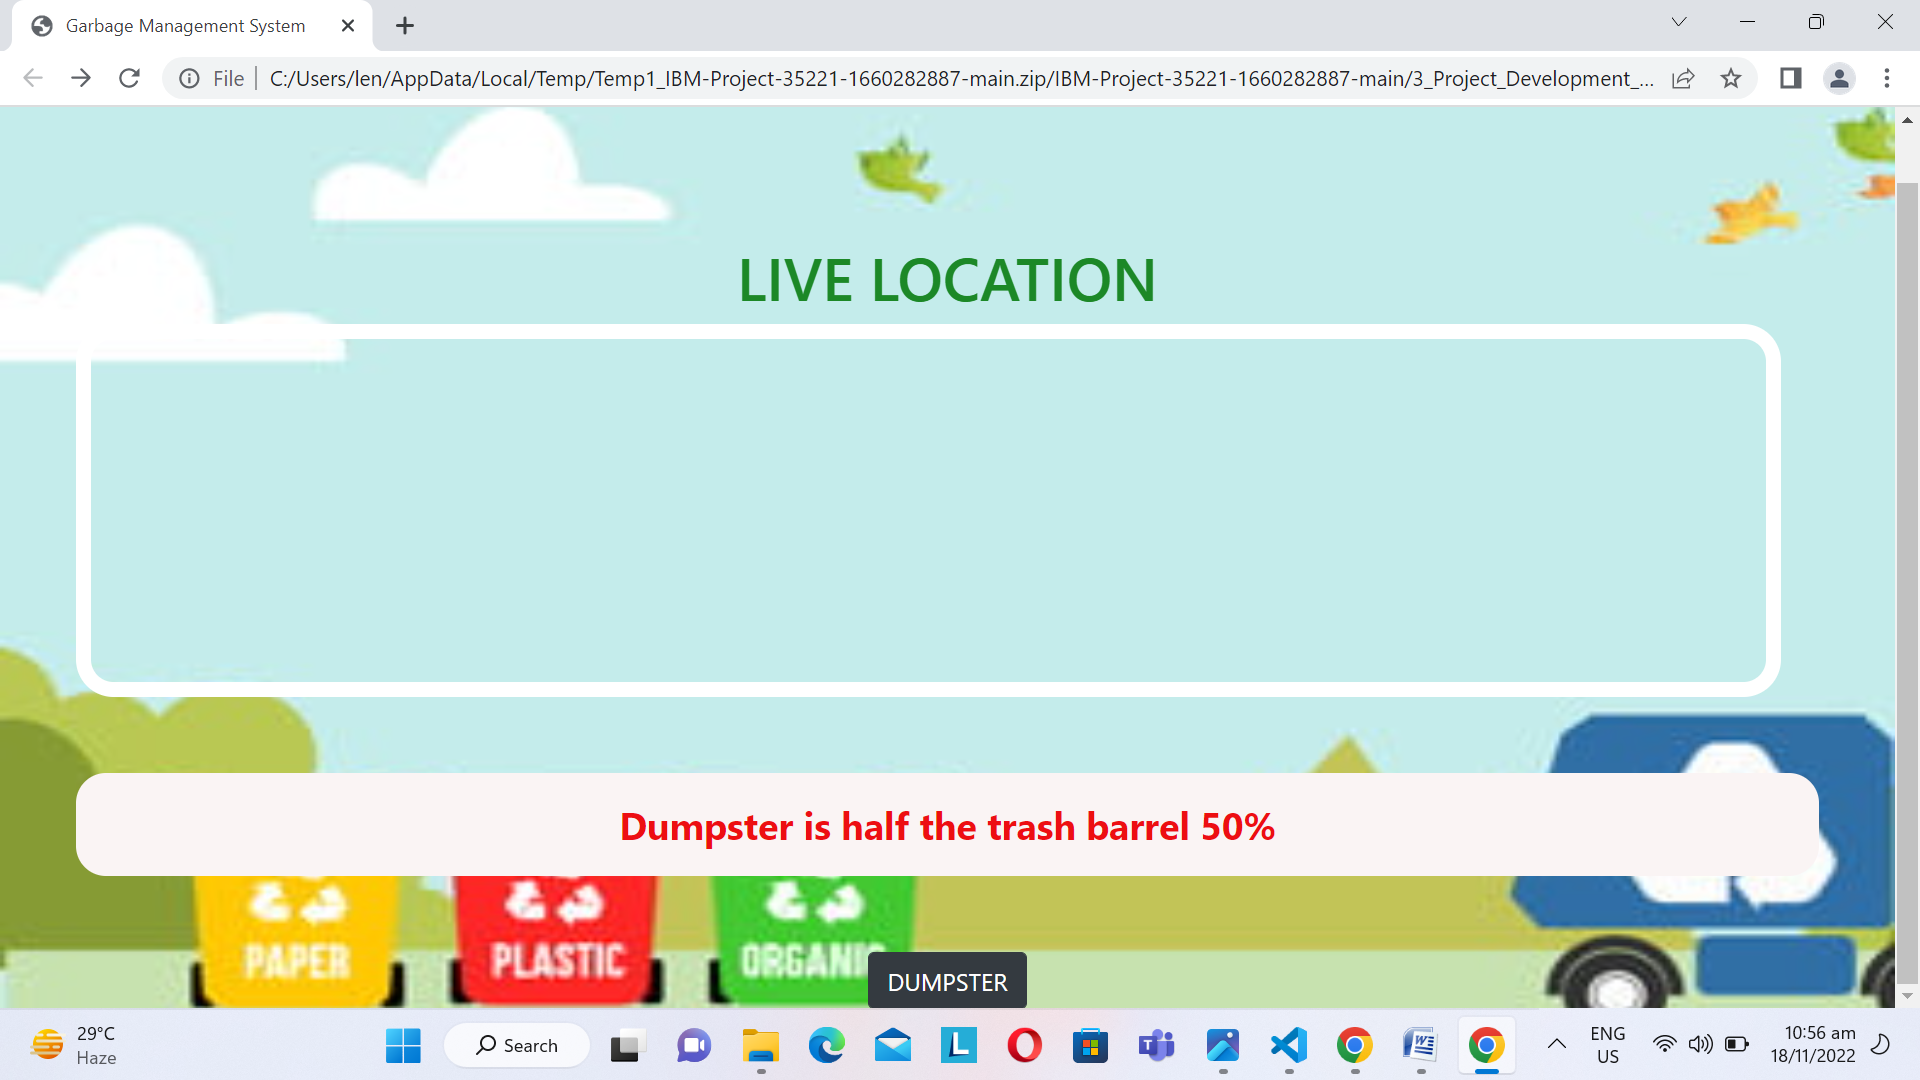 Garbage Management System
File
C:/Users/len/AppData/Local/Temp/Temp1_IBM-Project-35221-1660282887-main.zip/IBM-Project-35221-1660282887-main/3_Project_Development_...
LIVE LOCATION
Dumpster is half the trash barrel 50%
PAPER
PLASTIC
ORGANIC
DUMPSTER
29°C
Haze
Search
L
T
W
ENG
US
10:56 am
18/11/2022